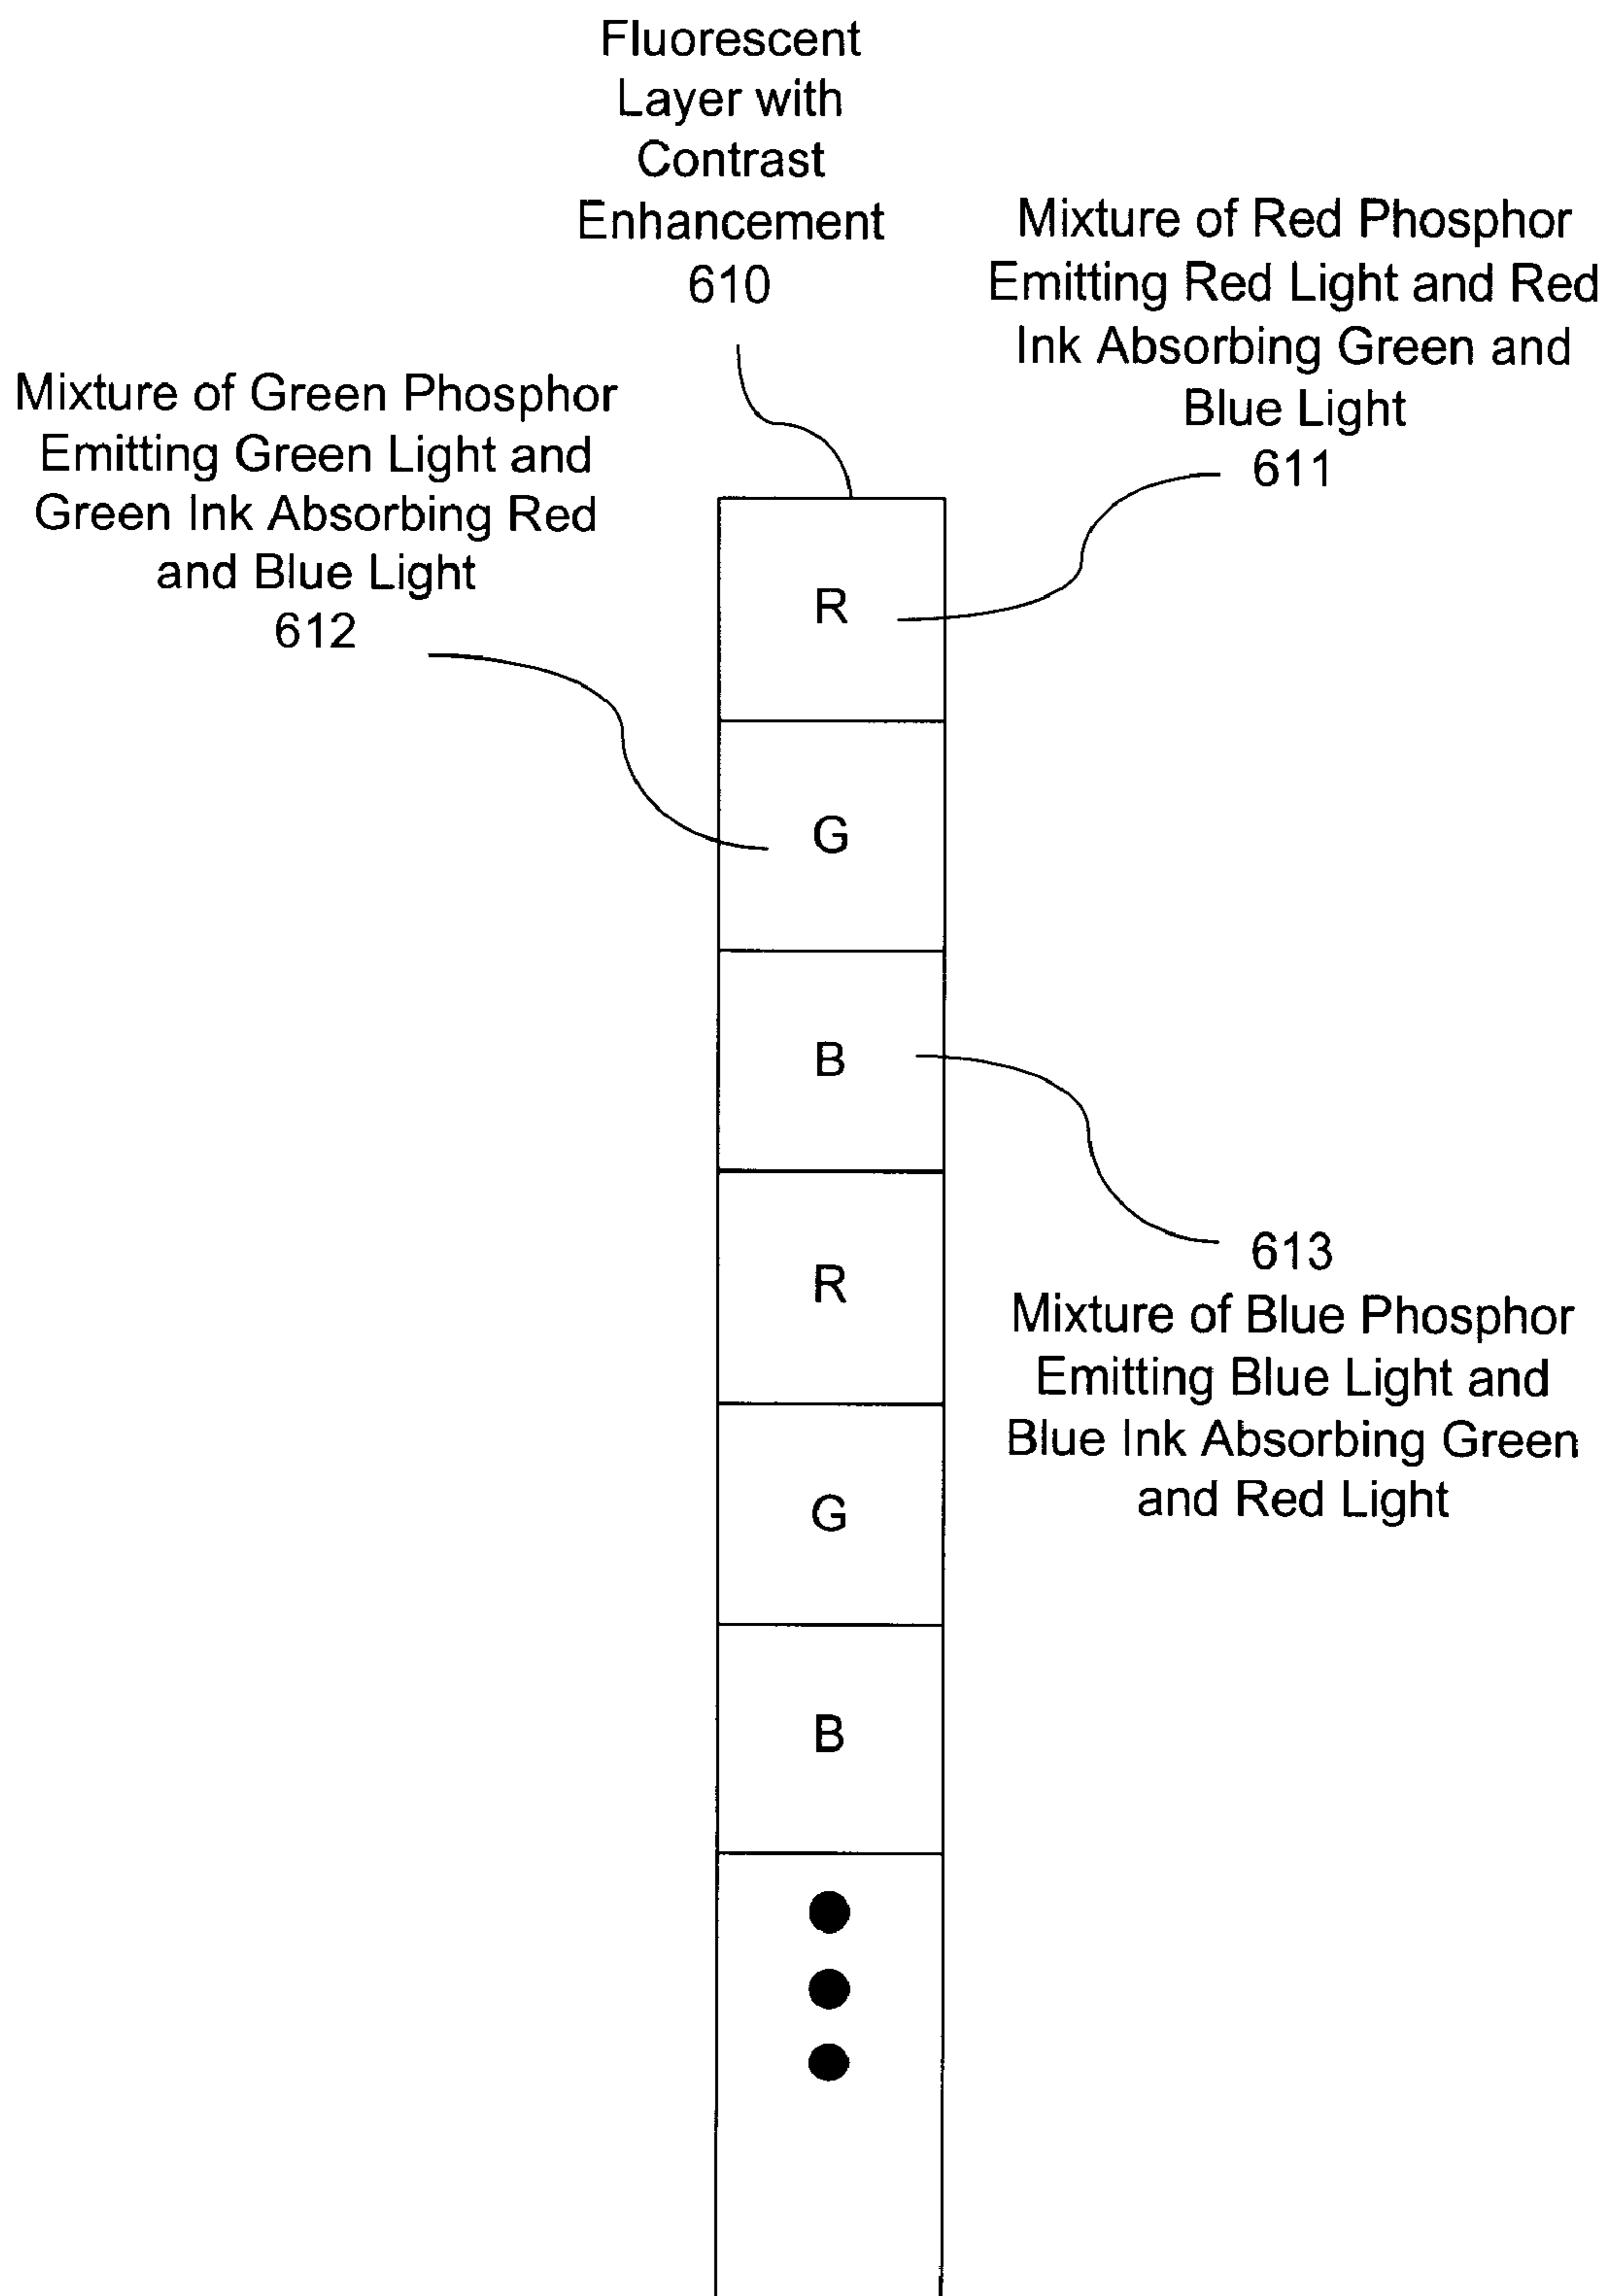 Fluorescent
Layer with
Contrast
Enhancement
610
Mixture of Red Phosphor
Emitting Red Light and Red
Ink Absorbing Green and
Blue Light
611
Mixture of Green Phosphor
Emitting Green Light and
Green Ink Absorbing Red
and Blue Light
612
R
G
B
R
G
B
613
Mixture of Blue Phosphor
Emitting Blue Light and
Blue Ink Absorbing Green
and Red Light